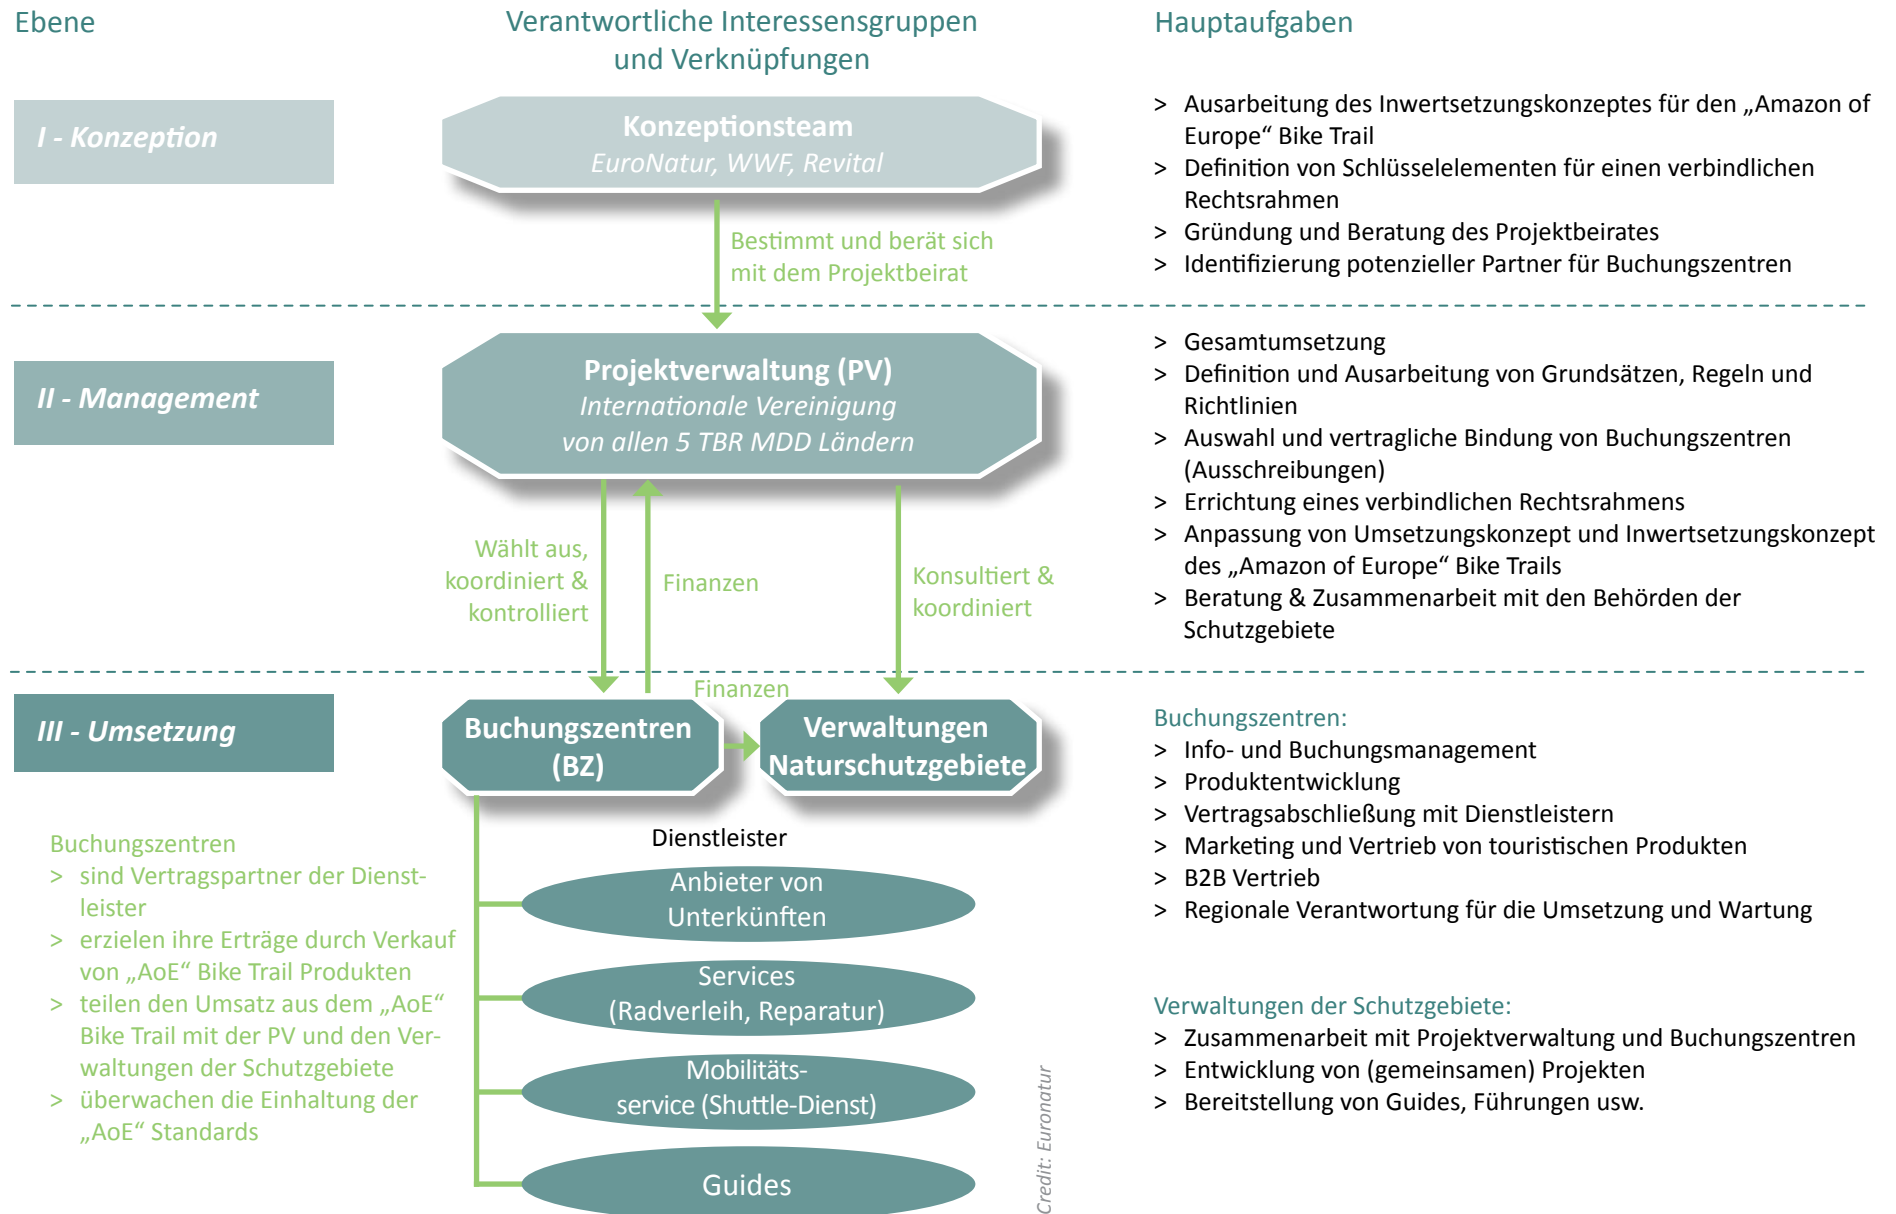 Ebene
Verantwortliche Interessensgruppen
und Verknüpfungen
Hauptaufgaben
I - Konzeption
Konzeptionsteam
EuroNatur, WWF, Revital
> Ausarbeitung des Inwertsetzungskonzeptes für den „Amazon of
Europe“ Bike Trail
> Definition von Schlüsselelementen für einen verbindlichen
Rechtsrahmen
> Gründung und Beratung des Projektbeirates
> Identifizierung potenzieller Partner für Buchungszentren
Bestimmt und berät sich
mit dem Projektbeirat
II - Management
Projektverwaltung (PV)
Internationale Vereinigung
von allen 5 TBR MDD Ländern
> Gesamtumsetzung
> Definition und Ausarbeitung von Grundsätzen, Regeln und
Richtlinien
> Auswahl und vertragliche Bindung von Buchungszentren
(Ausschreibungen)
> Errichtung eines verbindlichen Rechtsrahmens
> Anpassung von Umsetzungskonzept und Inwertsetzungskonzept
des „Amazon of Europe“ Bike Trails
> Beratung & Zusammenarbeit mit den Behörden der
Schutzgebiete
Wählt aus,
koordiniert &
kontrolliert
Finanzen
Konsultiert &
koordiniert
III - Umsetzung
Finanzen
Buchungszentren
(BZ)
Verwaltungen
Naturschutzgebiete
Buchungszentren:
> Info- und Buchungsmanagement
> Produktentwicklung
> Vertragsabschließung mit Dienstleistern
> Marketing und Vertrieb von touristischen Produkten
> B2B Vertrieb
> Regionale Verantwortung für die Umsetzung und Wartung
Buchungszentren
> sind Vertragspartner der Dienst-
leister
> erzielen ihre Erträge durch Verkauf
von „AoE“ Bike Trail Produkten
> teilen den Umsatz aus dem „AoE“
Bike Trail mit der PV und den Ver-
waltungen der Schutzgebiete
> überwachen die Einhaltung der
„AoE“ Standards
Dienstleister
Anbieter von
Unterkünften
Services
(Radverleih, Reparatur)
Mobilitäts-
service (Shuttle-Dienst)
Guides
Verwaltungen der Schutzgebiete:
> Zusammenarbeit mit Projektverwaltung und Buchungszentren
> Entwicklung von (gemeinsamen) Projekten
> Bereitstellung von Guides, Führungen usw.
Credit: Euronatur